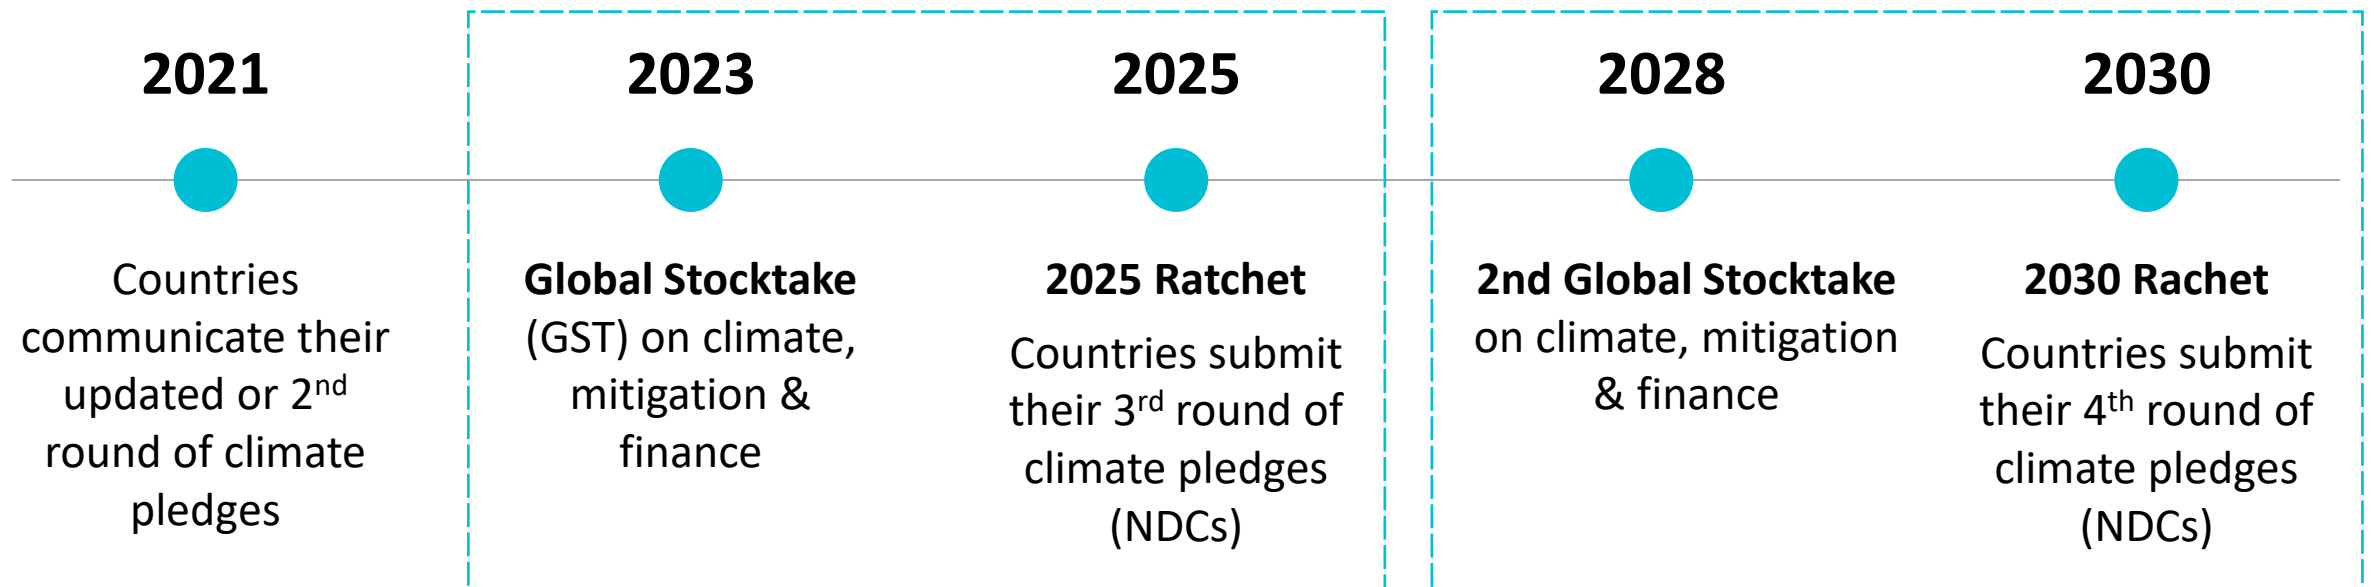 2021
Countries
communicate their
updated or 2nd
round of climate
pledges
2023
Global Stocktake
(GST) on climate,
mitigation &
finance
2025
2025 Ratchet
Countries submit
their 3rd round of
climate pledges
(NDCs)
2028
2nd Global Stocktake
on climate, mitigation
& finance
2030
2030 Rachet
Countries submit
their 4th round of
climate pledges
(NDCs)